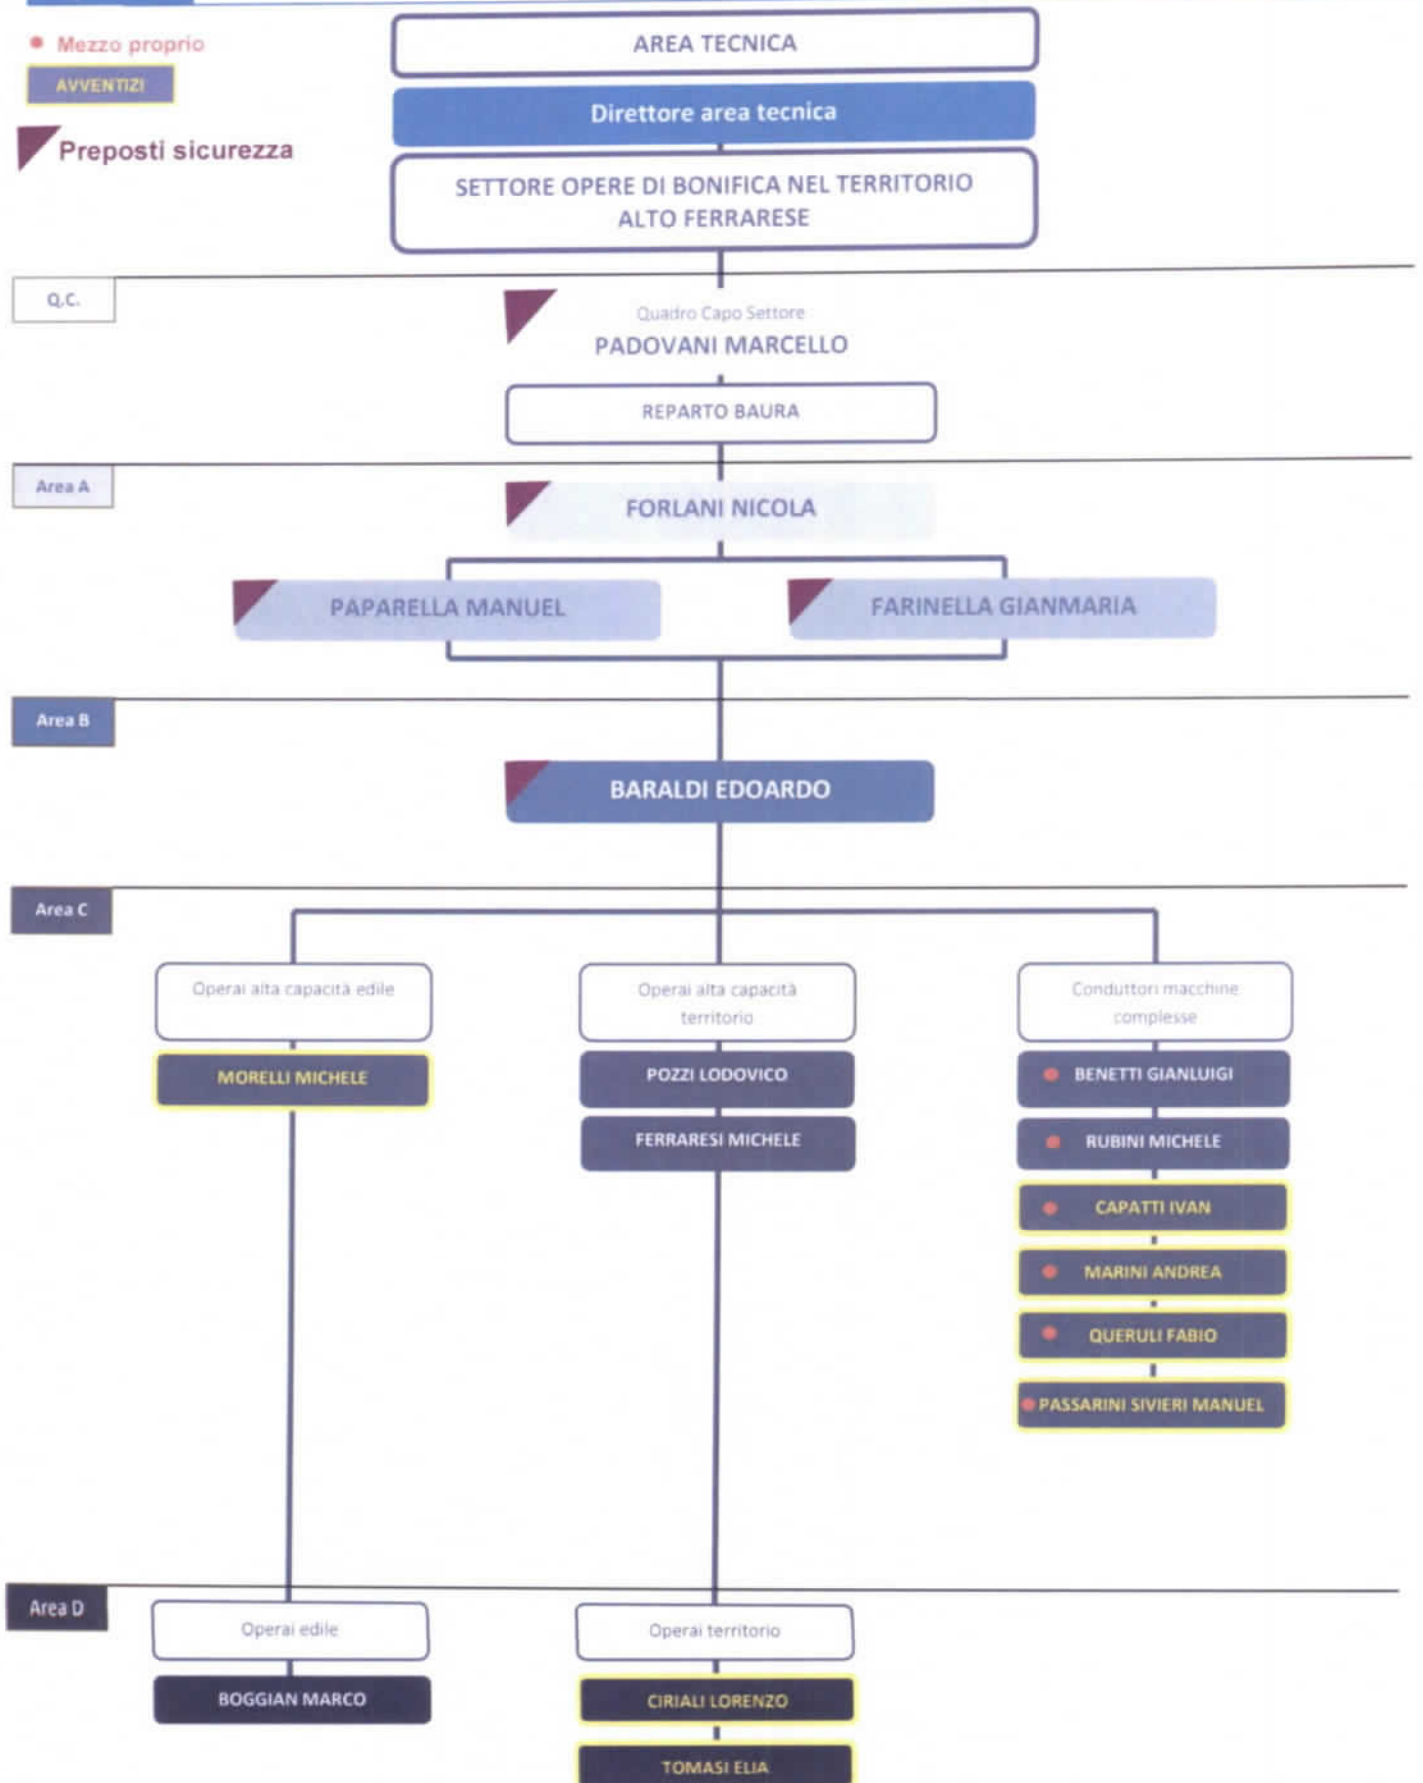 Mezzo proprio
AVVENTIZI
Preposti sicurezza
AREA TECNICA
Direttore area tecnica
SETTORE OPERE DI BONIFICA NEL TERRITORIO
ALTO FERRARESE
Q.C.
Quadro Capo Settore
PADOVANI MARCELLO
REPARTO BAURA
Area A
FORLANI NICOLA
PAPARELLA MANUEL
FARINELLA GIANMARIA
Area B
BARALDI EDOARDO
Area C
Operai alta capacità edile
MORELLI MICHELE
Operai alta capacità
territorio
POZZI LODOVICO
FERRARESI MICHELE
Conduttori macchine
complesse
BENETTI GIANLUIGI
RUBINI MICHELE
CAPATTI IVAN
MARINI ANDREA
QUERULI FABIO
PASSARINI SIVIERI MANUEL
Area D
Operai edile
BOGGIAN MARCO
Operai territorio
CIRIALI LORENZO
TOMASI ELIA